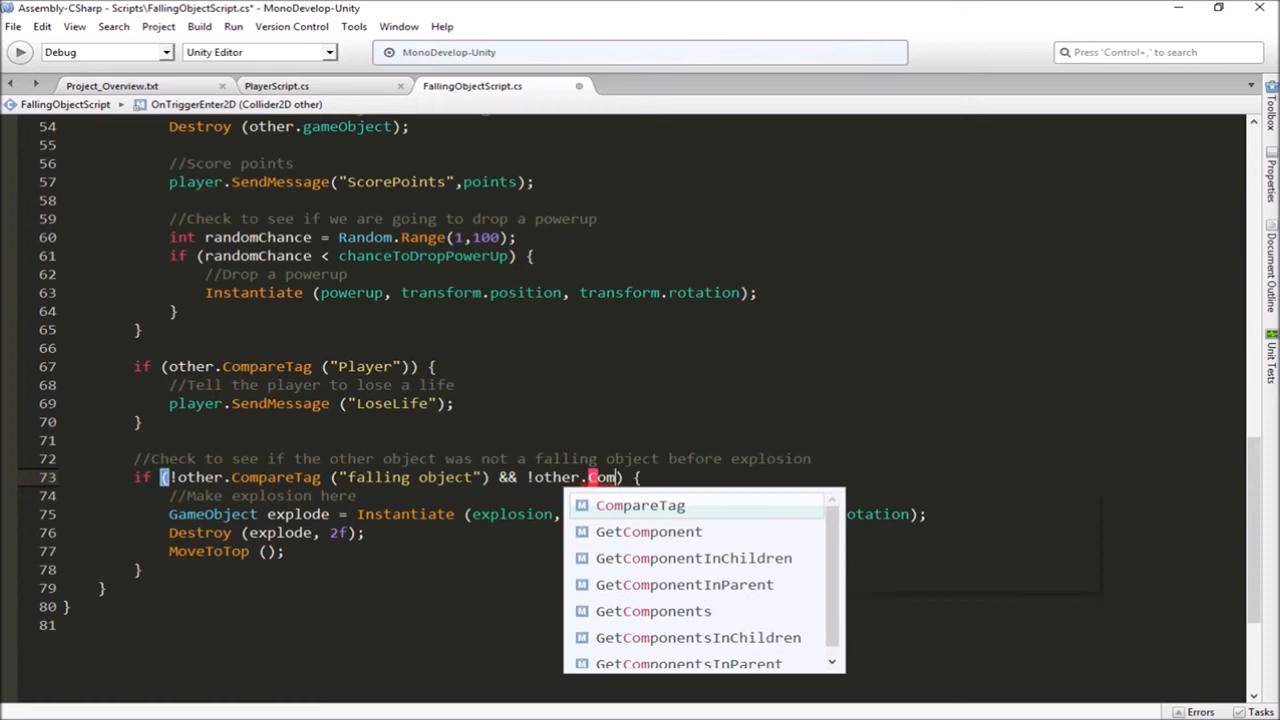 Assembly-CSharp - Scripts\FallingObjectScript.cs* - MonoDevelop-Unity
File Edit View Search Project Build Run Version Control Tools Window Help
Debug Unity Editor MonoDevelop-Unity Press 'Control+,' to search
Project_Overview.txt PlayerScript.cs FallingObjectScript.cs
FallingObjectScript OnTriggerEnter2D (Collider2D other)
54 Destroy (other.gameObject);
55
56 //Score points
57 player.SendMessage("ScorePoints",points);
58
59 //Check to see if we are going to drop a powerup
60 int randomChance = Random.Range(1,100);
61 if (randomChance < chanceToDropPowerUp) {
62 //Drop a powerup
63 Instantiate (powerup, transform.position, transform.rotation);
64 }
65 }
66
67 if (other.CompareTag ("Player")) {
68 //Tell the player to lose a life
69 player.SendMessage ("LoseLife");
70 }
71
72 //Check to see if the other object was not a falling object before explosion
73 if (!other.CompareTag ("falling object") && !other.Com) {
74 //Make explosion here
75 GameObject explode = Instantiate (explosion, otation);
76 Destroy (explode, 2f);
77 MoveToTop ();
78 }
79 }
80 }
81
CompareTag
GetComponent
GetComponentInChildren
GetComponentInParent
GetComponents
GetComponentsInChildren
GetComponentsInParent
Toolbox
Properties
Document Outline
Unit Tests
Errors Tasks